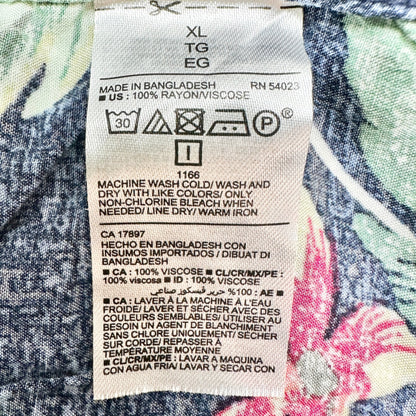 XL
TG
EG
MADE IN BANGLADESH RN 54023
■ US : 100% RAYON/VISCOSE
30 P
I
1166
MACHINE WASH COLD/ WASH AND
DRY WITH LIKE COLORS/ ONLY
NON-CHLORINE BLEACH WHEN
NEEDED/ LINE DRY/ WARM IRON
CA 17897
HECHO EN BANGLADESH CON
INSUMOS IMPORTADOS / DIBUAT DI
BANGLADESH
■ CA : 100% VISCOSE ■ CL/CR/MX/PE :
100% viscosa ■ ID : 100% VISCOSE
■ AE : 100% حرير فسكوز صناعي
■ CA : LAVER À LA MACHINE À L'EAU
FROIDE/ LAVER ET SÉCHER AVEC DES
COULEURS SEMBLABLES/ D'UTILISER AU
BESOIN UN AGENT DE BLANCHIMENT
SANS CHLORE/ SÉCHER
SUR CORDE/ REPASSER À
TEMPÉRATURE MOYENNE
■ CL/CR/MX/PE : LAVAR A MAQUINA
CON AGUA FRIA/ LAVAR Y SECAR CON